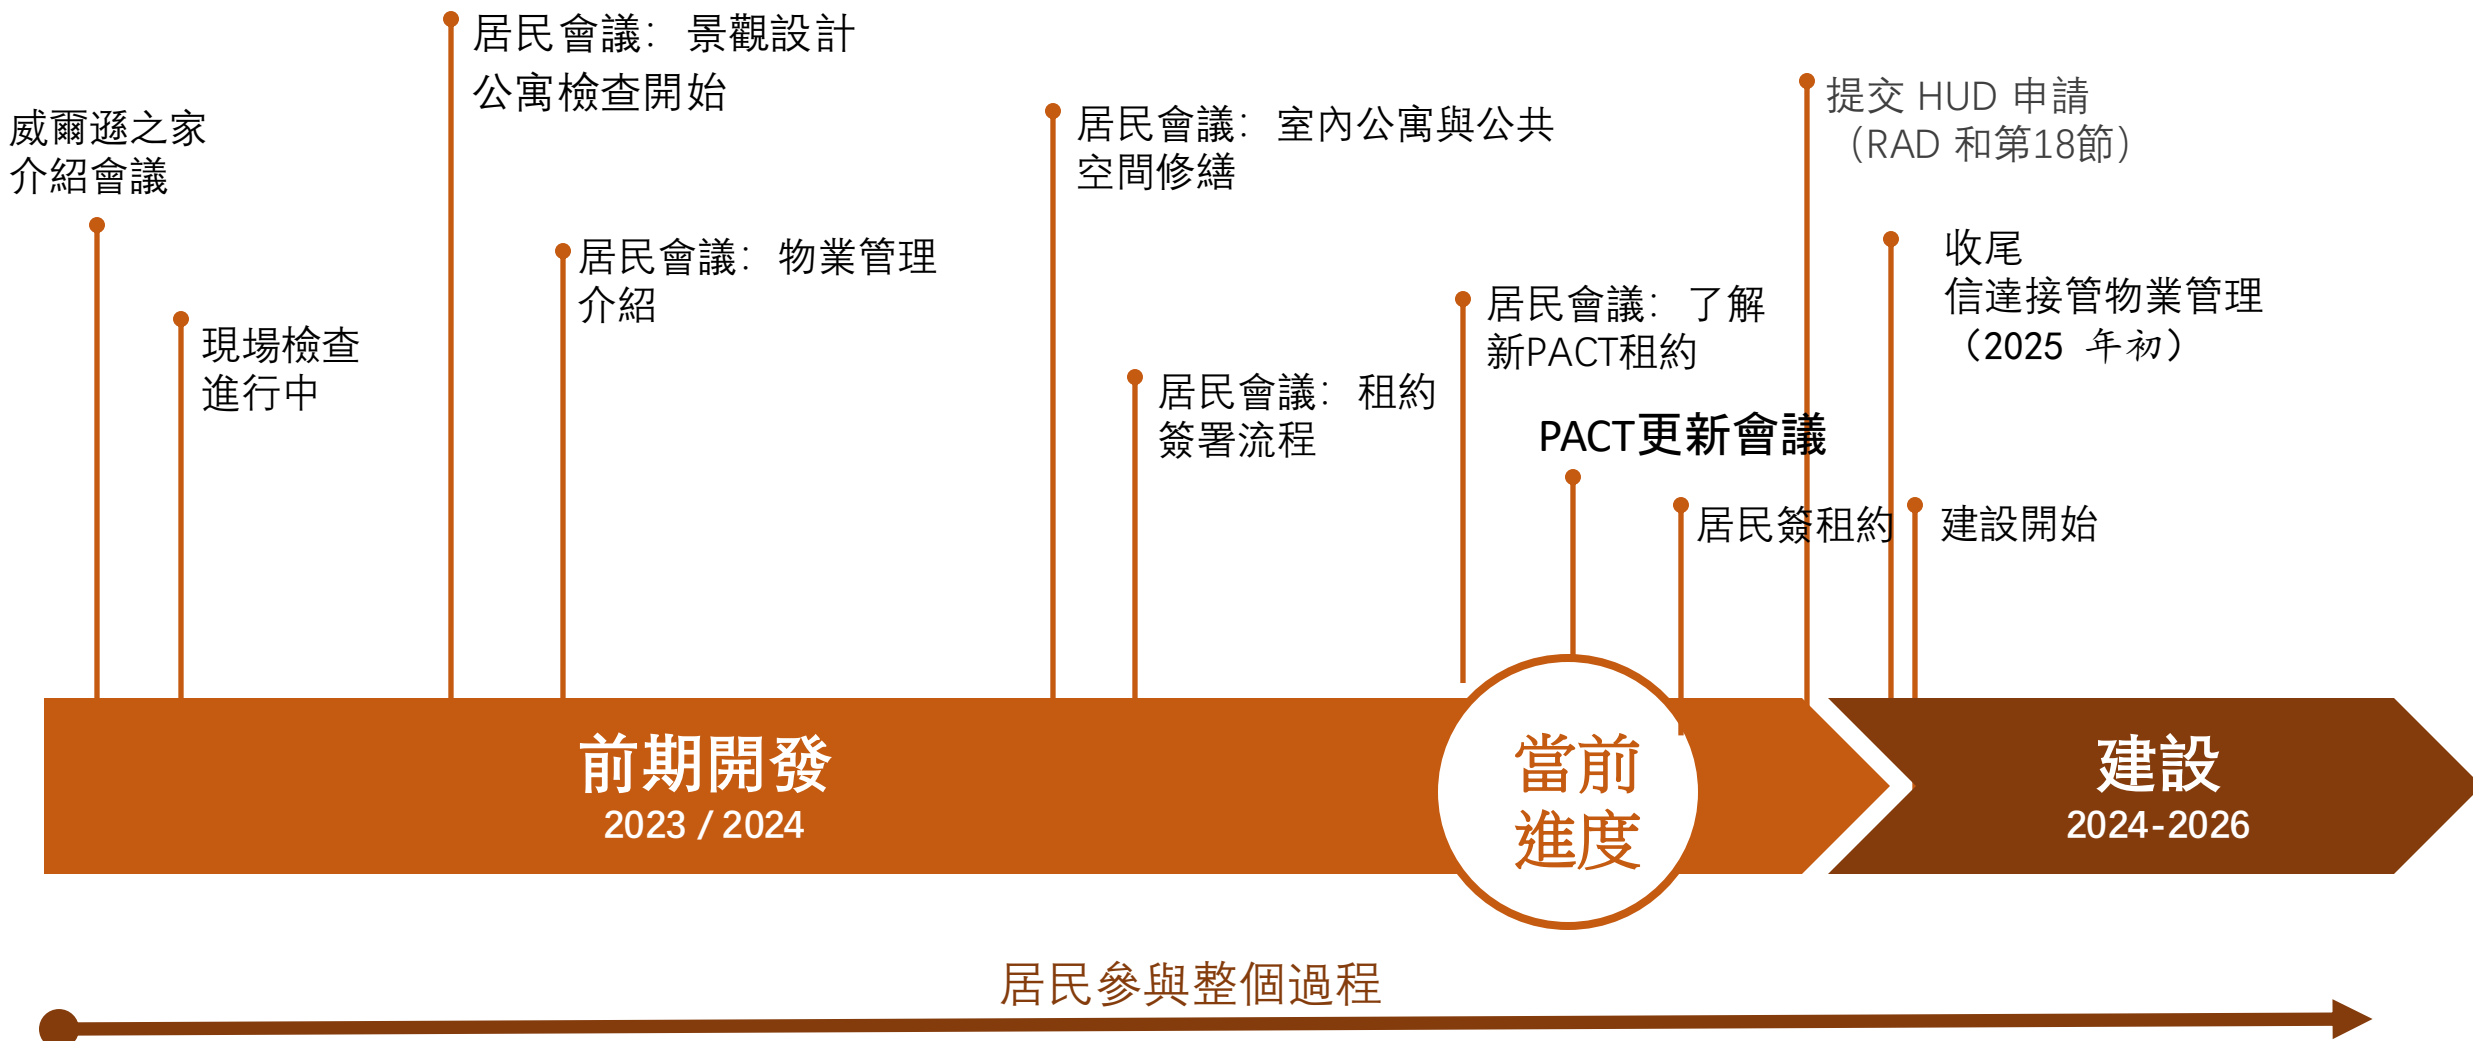 威爾遜之家
介紹會議
現場檢查
進行中
居民會議：景觀設計
公寓檢查開始
居民會議：物業管理
介紹
居民會議：室內公寓與公共
空間修繕
居民會議：租約
簽署流程
居民會議：了解
新PACT租約
PACT更新會議
居民簽租約
提交 HUD 申請
（RAD 和第18節）
收尾
信達接管物業管理
（2025 年初）
建設開始
前期開發
2023 / 2024
當前
進度
建設
2024-2026
居民參與整個過程